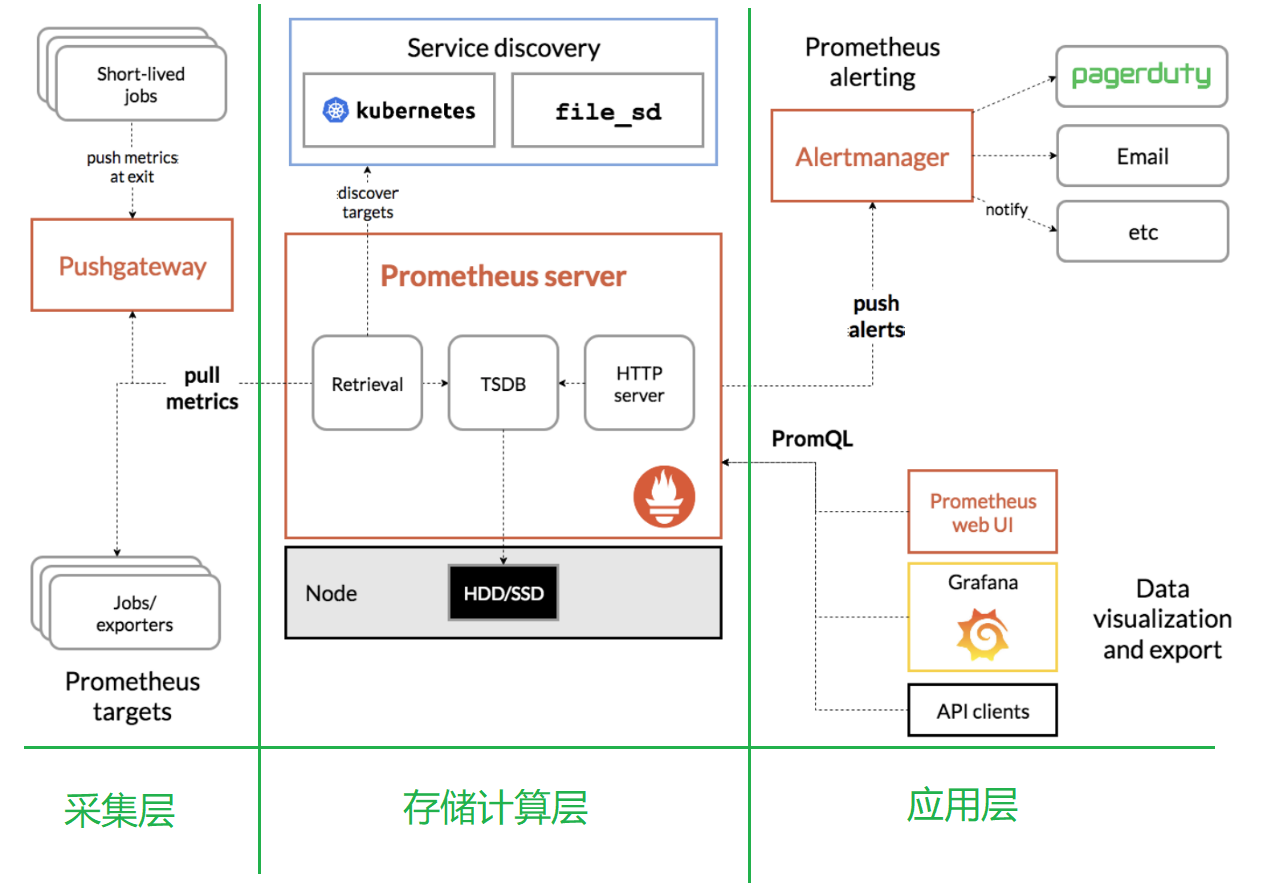 Short-lived
jobs
push metrics
at exit
Pushgateway
pull
metrics
Jobs/
exporters
Prometheus
targets
Service discovery
kubernetes
file_sd
discover
targets
Prometheus server
Retrieval
TSDB
HTTP
server
Node
HDD/SSD
Prometheus
alerting
Alertmanager
pagerduty
Email
notify
etc
push
alerts
PromQL
Prometheus
web UI
Grafana
API clients
Data
visualization
and export
采集层
存储计算层
应用层